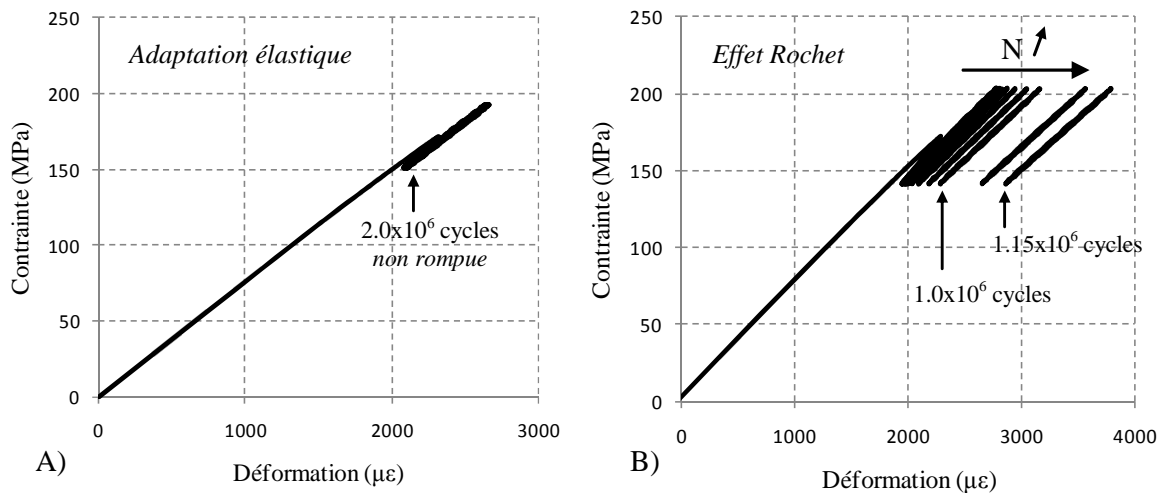 250
200
150
100
50
0
Contrainte (MPa)
Adaptation élastique
2.0x10⁶ cycles
non rompue
0 1000 2000 3000
Déformation (µε)
A)
250
200
150
100
50
0
Contrainte (MPa)
Effet Rochet
N
1.15x10⁶ cycles
1.0x10⁶ cycles
0 1000 2000 3000 4000
Déformation (µε)
B)